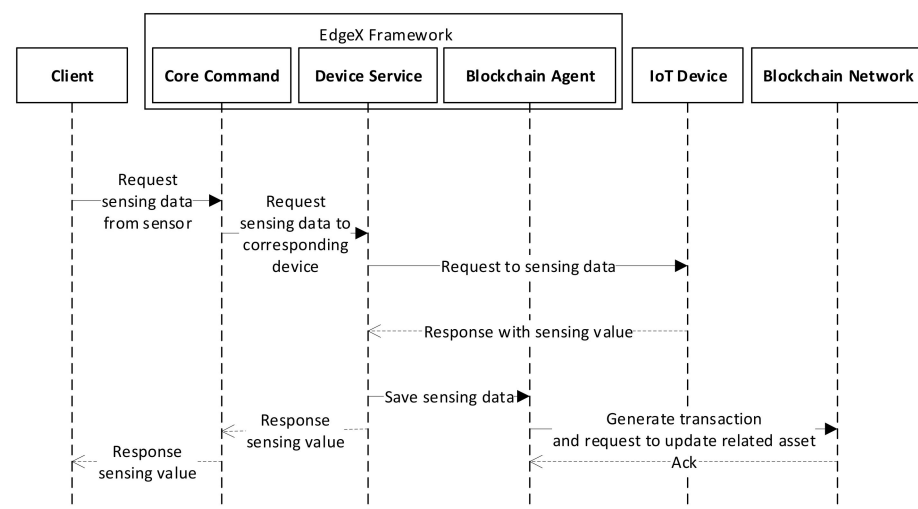 EdgeX Framework
Client
Core Command
Device Service
Blockchain Agent
IoT Device
Blockchain Network
Request
sensing data
from sensor
Request
sensing data to
corresponding
device
Request to sensing data
Response with sensing value
Save sensing data
Response
sensing value
Generate transaction
and request to update related asset
Response
sensing value
Ack